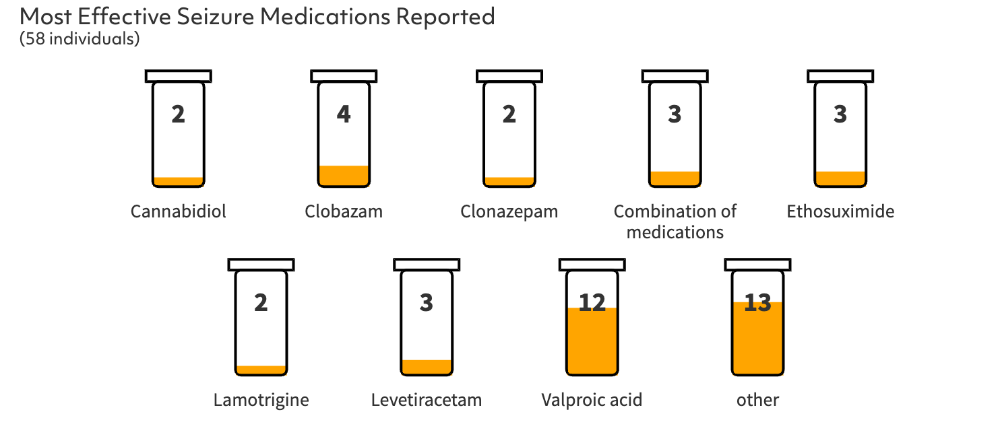 Most Effective Seizure Medications Reported
(58 individuals)
2
4
2
3
3
Cannabidiol
Clobazam
Clonazepam
Combination of
medications
Ethosuximide
2
3
12
13
Lamotrigine
Levetiracetam
Valproic acid
other